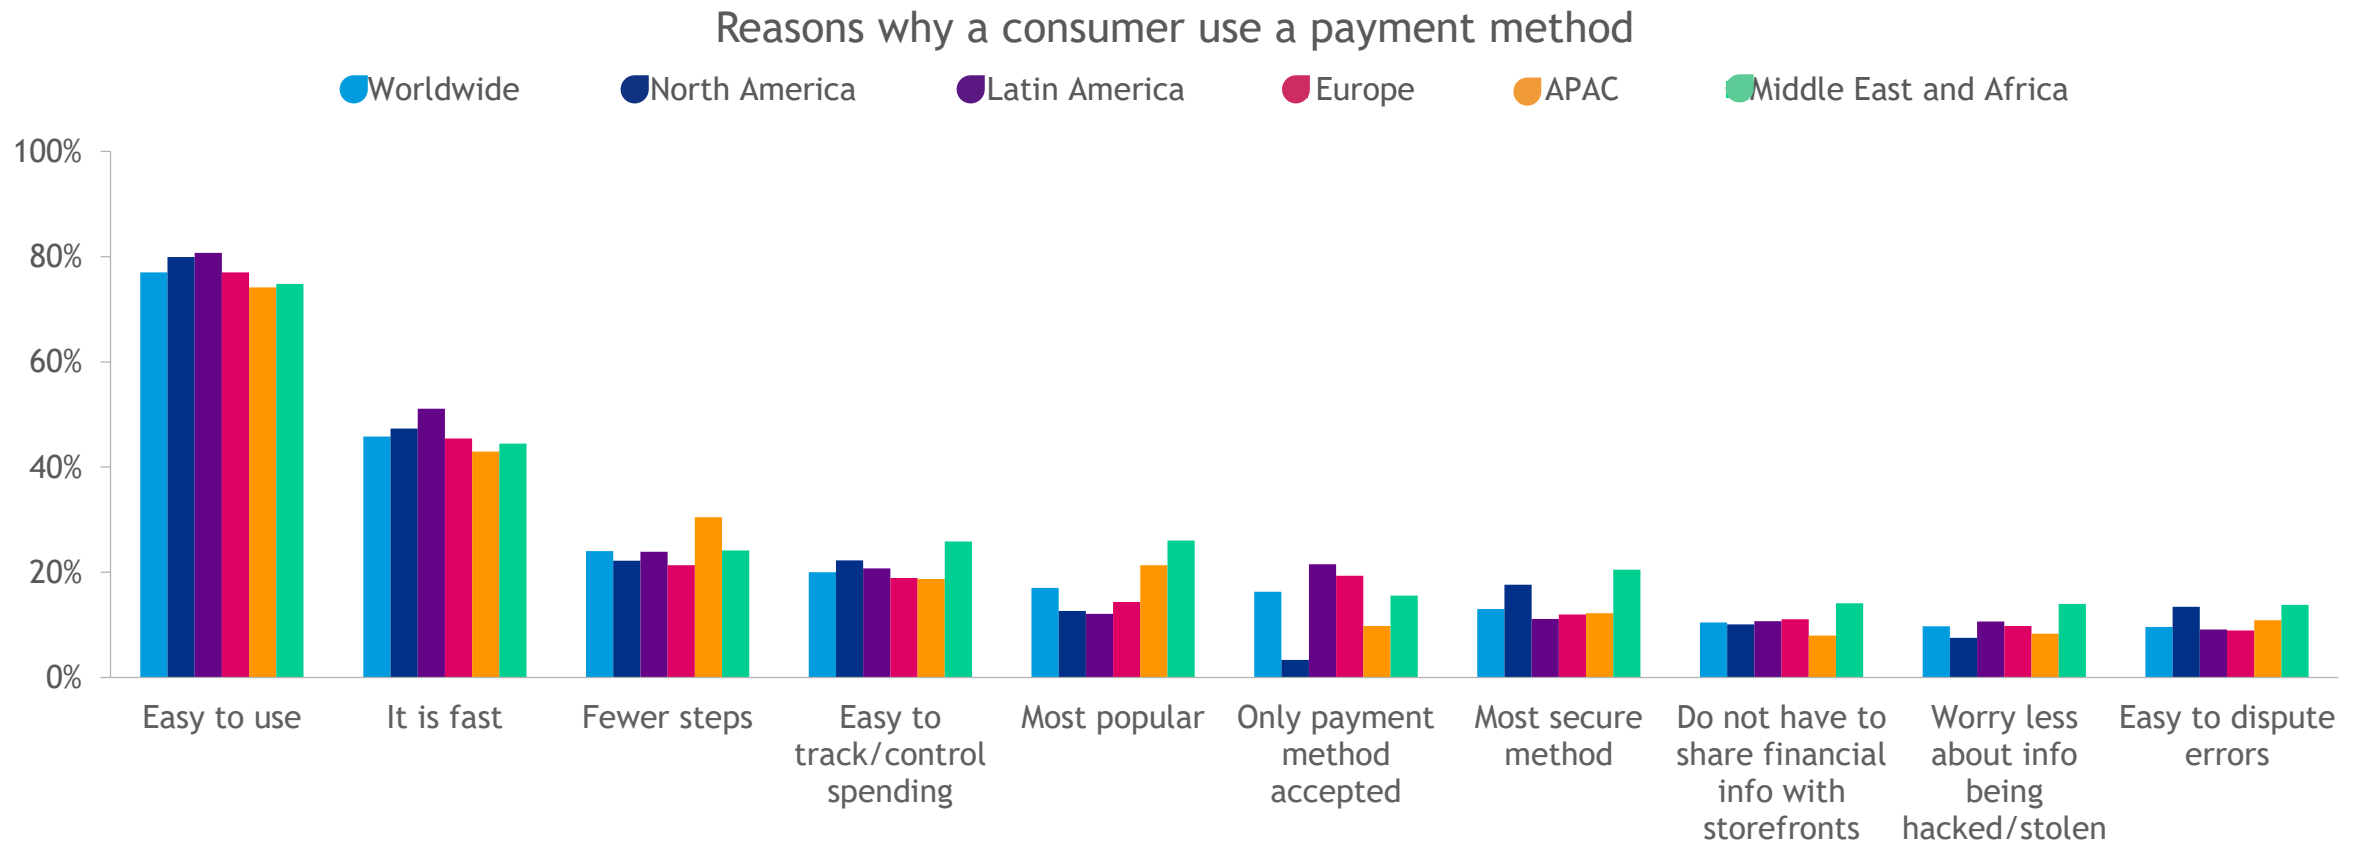 Reasons why a consumer use a payment method
Worldwide North America Latin America Europe APAC Middle East and Africa
100%
80%
60%
40%
20%
0%
Easy to use
It is fast
Fewer steps
Easy to
track/control
spending
Most popular
Only payment
method
accepted
Most secure
method
Do not have to
share financial
info with
storefronts
Worry less
about info
being
hacked/stolen
Easy to dispute
errors